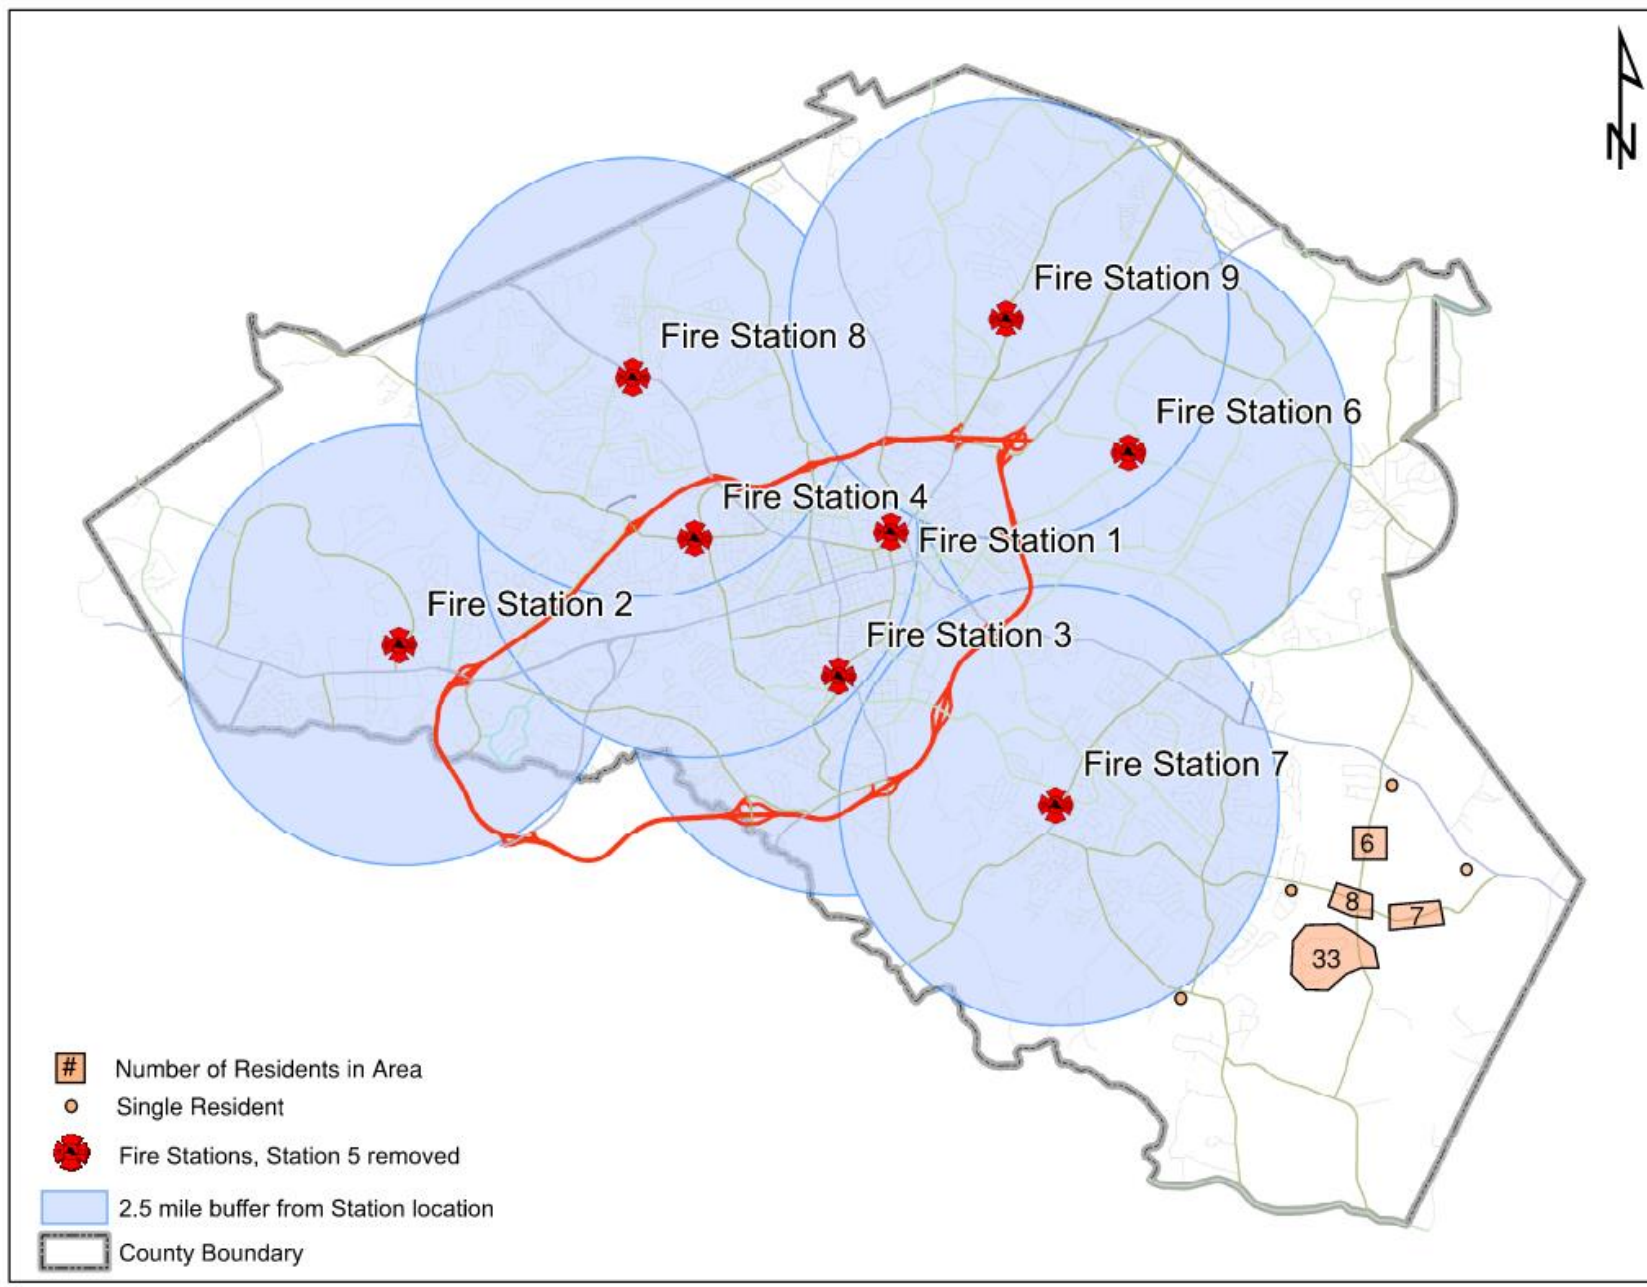 N
Fire Station 9
Fire Station 8
Fire Station 6
Fire Station 4
Fire Station 1
Fire Station 2
Fire Station 3
Fire Station 7
6
8
7
33
# Number of Residents in Area
Single Resident
Fire Stations, Station 5 removed
2.5 mile buffer from Station location
County Boundary